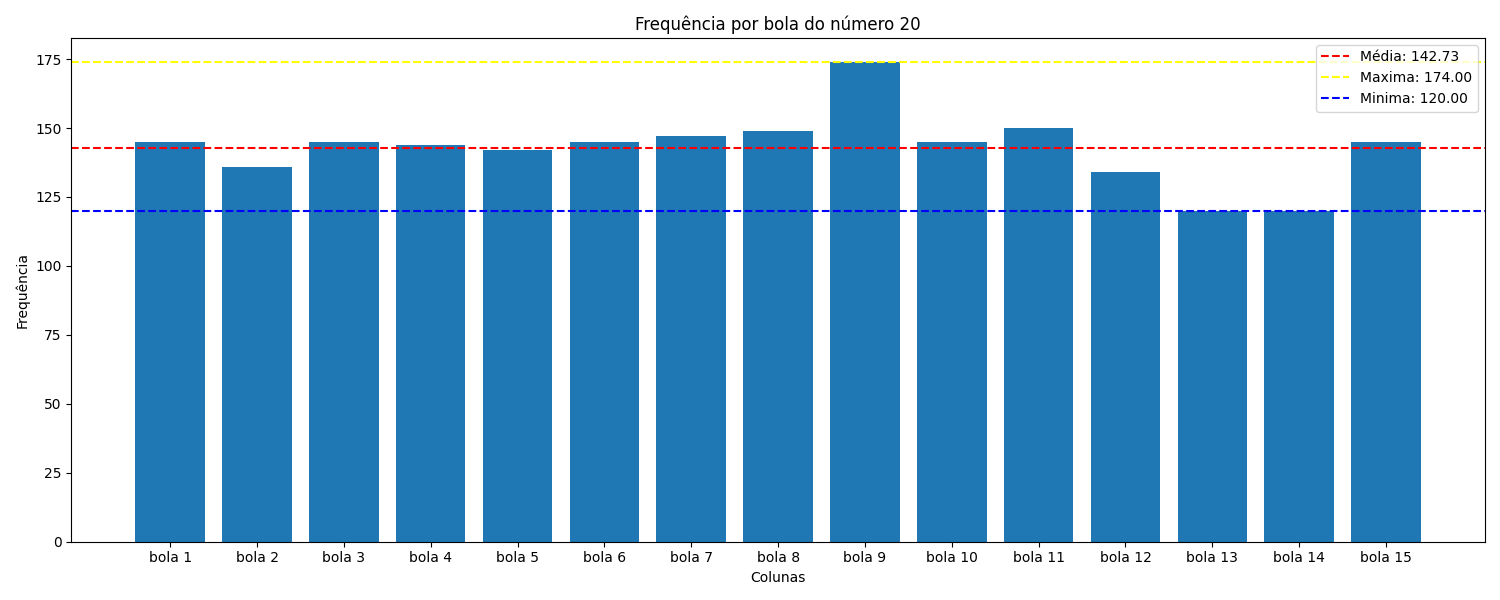 Frequência por bola do número 20
Média: 142.73
Maxima: 174.00
Minima: 120.00
175
150
125
100
75
50
25
0
Frequência
bola 1 bola 2 bola 3 bola 4 bola 5 bola 6 bola 7 bola 8 bola 9 bola 10 bola 11 bola 12 bola 13 bola 14 bola 15
Colunas